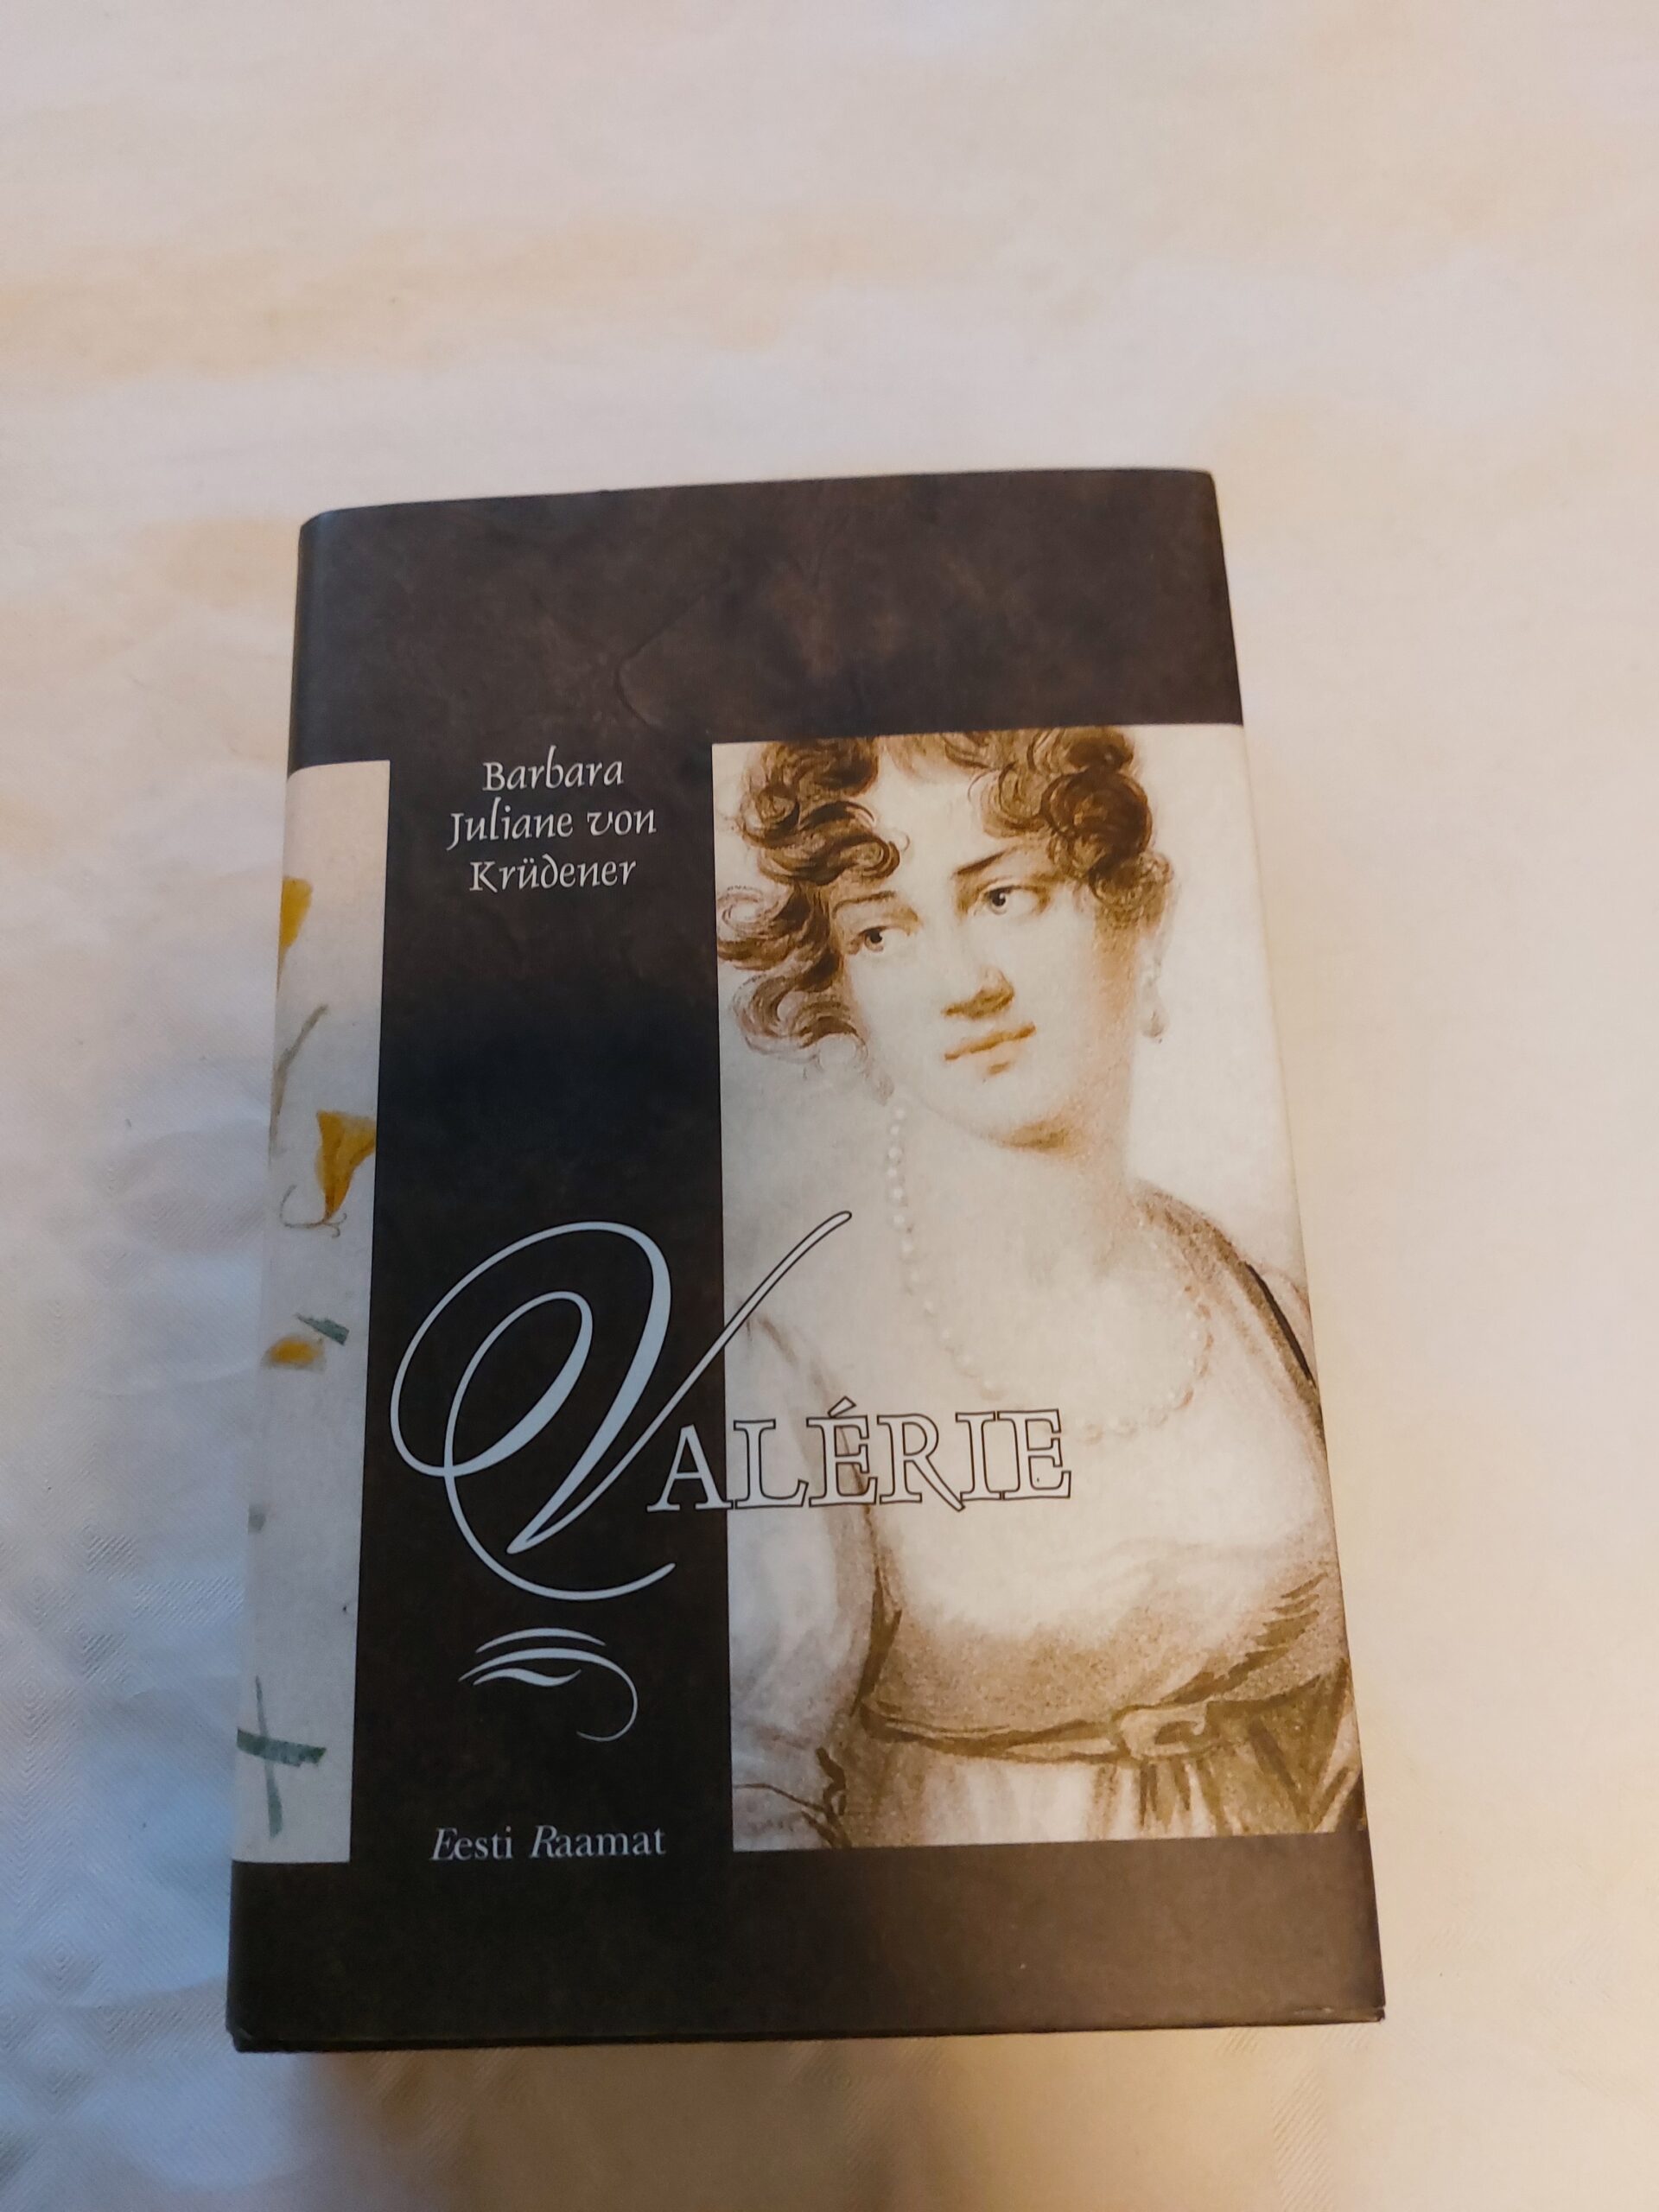 Barbara
Juliane von
Krüdener
VALÉRIE
Eesti Raamat